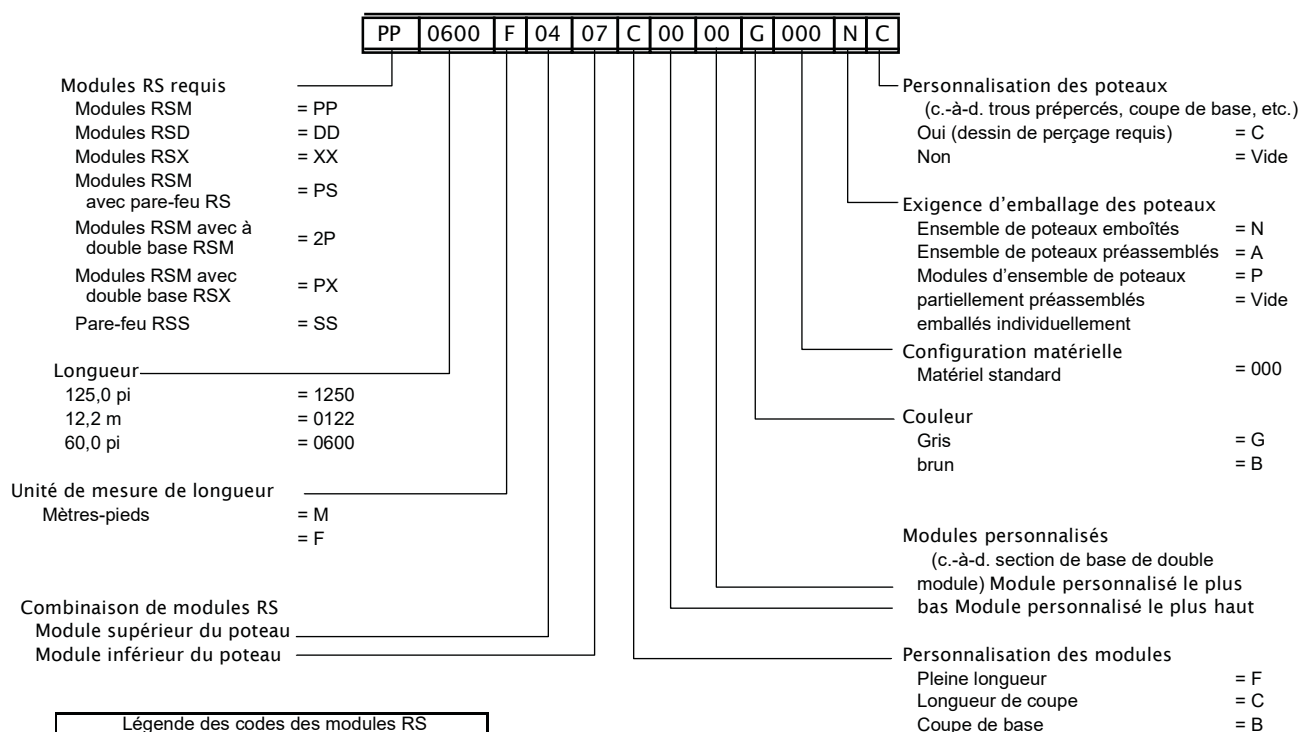 PP 0600 F 04 07 C 00 00 G 000 N C
Modules RS requis
Modules RSM = PP
Modules RSD = DD
Modules RSX = XX
Modules RSM
avec pare-feu RS = PS
Modules RSM avec à
double base RSM = 2P
Modules RSM avec
double base RSX = PX
Pare-feu RSS = SS
Longueur
125,0 pi = 1250
12,2 m = 0122
60,0 pi = 0600
Unité de mesure de longueur
Mètres-pieds = M
= F
Combinaison de modules RS
Module supérieur du poteau
Module inférieur du poteau
Légende des codes des modules RS
Personnalisation des poteaux
(c.-à-d. trous prépercés, coupe de base, etc.)
Oui (dessin de perçage requis) = C
Non = Vide
Exigence d’emballage des poteaux
Ensemble de poteaux emboîtés = N
Ensemble de poteaux préassemblés = A
Modules d’ensemble de poteaux = P
partiellement préassemblés = Vide
emballés individuellement
Configuration matérielle
Matériel standard = 000
Couleur
Gris = G
brun = B
Modules personnalisés
(c.-à-d. section de base de double
module) Module personnalisé le plus
bas Module personnalisé le plus haut
Personnalisation des modules
Pleine longueur = F
Longueur de coupe = C
Coupe de base = B